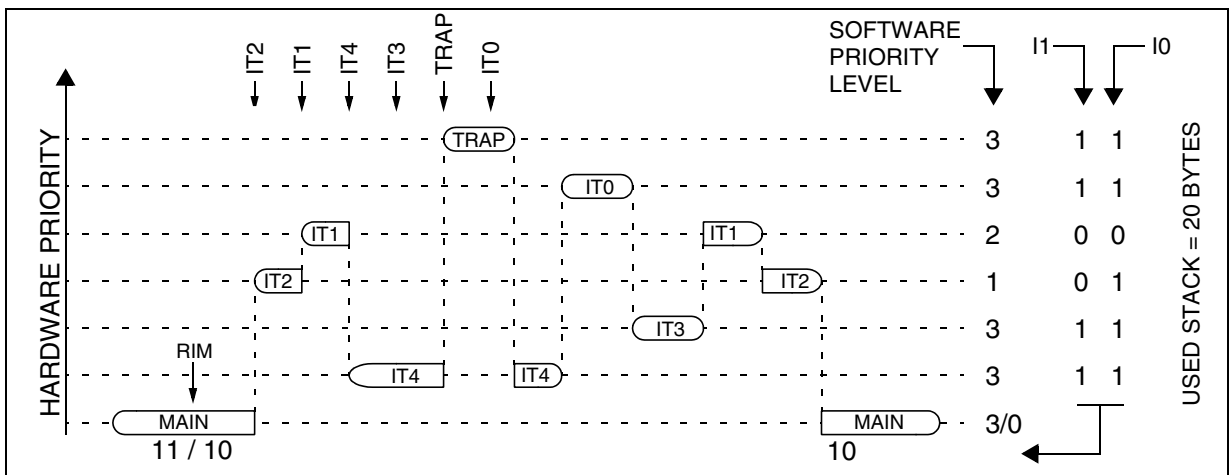 IT2
IT1
IT4
IT3
TRAP
IT0
SOFTWARE
PRIORITY
LEVEL
I1
I0
HARDWARE PRIORITY
USED STACK = 20 BYTES
TRAP
3 1 1
IT0
3 1 1
IT1
IT1
2 0 0
IT2
IT2
1 0 1
IT3
3 1 1
RIM
IT4
IT4
3 1 1
MAIN
MAIN
3/0
11 / 10
10